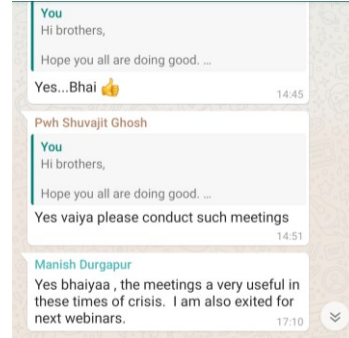 You
Hi brothers,
Hope you all are doing good. ...
Yes...Bhai 👍
14:45
Pwh Shuvajit Ghosh
You
Hi brothers,
Hope you all are doing good. ...
Yes vaiya please conduct such meetings
14:51
Manish Durgapur
Yes bhaiyaa , the meetings a very useful in
these times of crisis.  I am also exited for
next webinars.
17:10